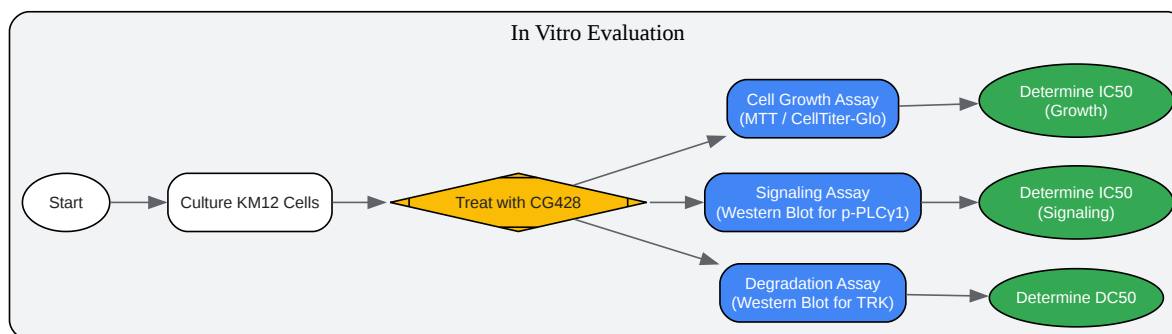 In Vitro Evaluation
Start
Culture KM12 Cells
Treat with CG428
Cell Growth Assay
(MTT / CellTiter-Glo)
Determine IC50
(Growth)
Signaling Assay
(Western Blot for p-PLCγ1)
Determine IC50
(Signaling)
Degradation Assay
(Western Blot for TRK)
Determine DC50